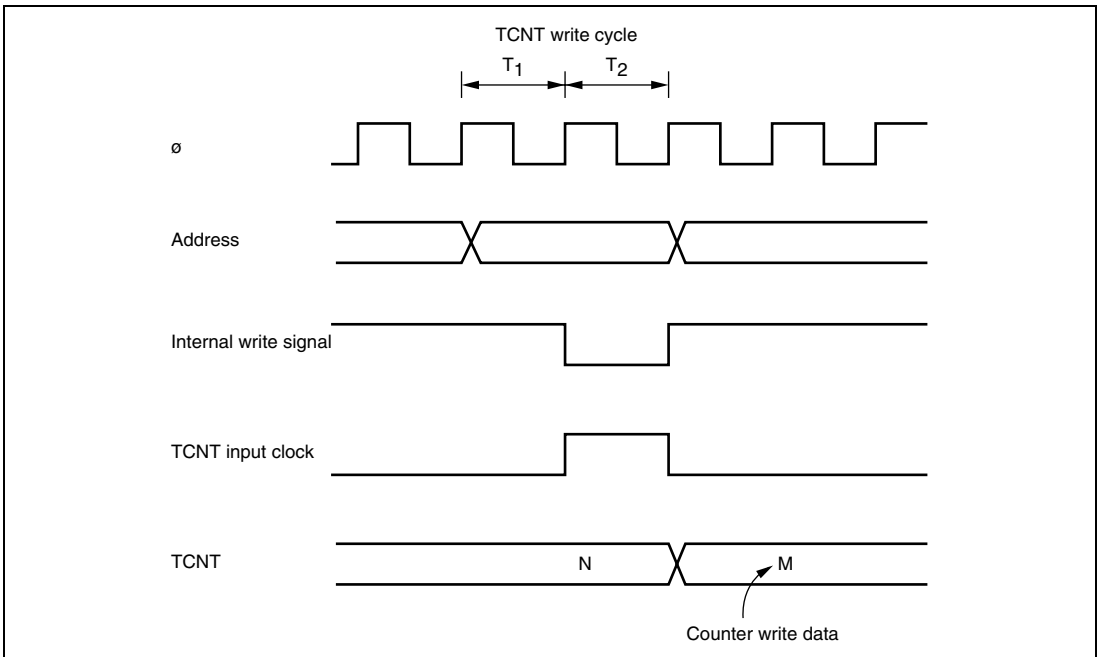 TCNT write cycle
T1 T2
ø
Address
Internal write signal
TCNT input clock
TCNT N M
Counter write data